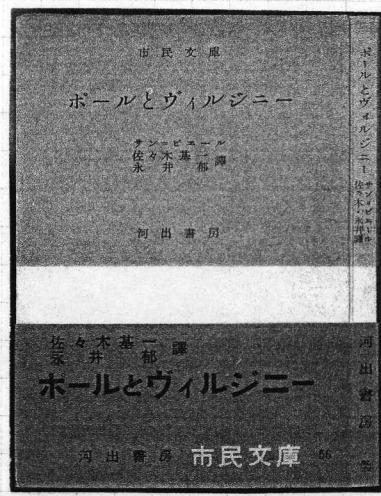 市民文庫
ポールとヴィルジニー
サン＝ピエール
佐々木基一
永井郁
譯
河出書房
佐々木基一
永井郁
譯
ポールとヴィルジニー
河出書房
市民文庫
66
ポールとヴィルジニー
サン＝ピエール
佐々木・永井譯
河出書房